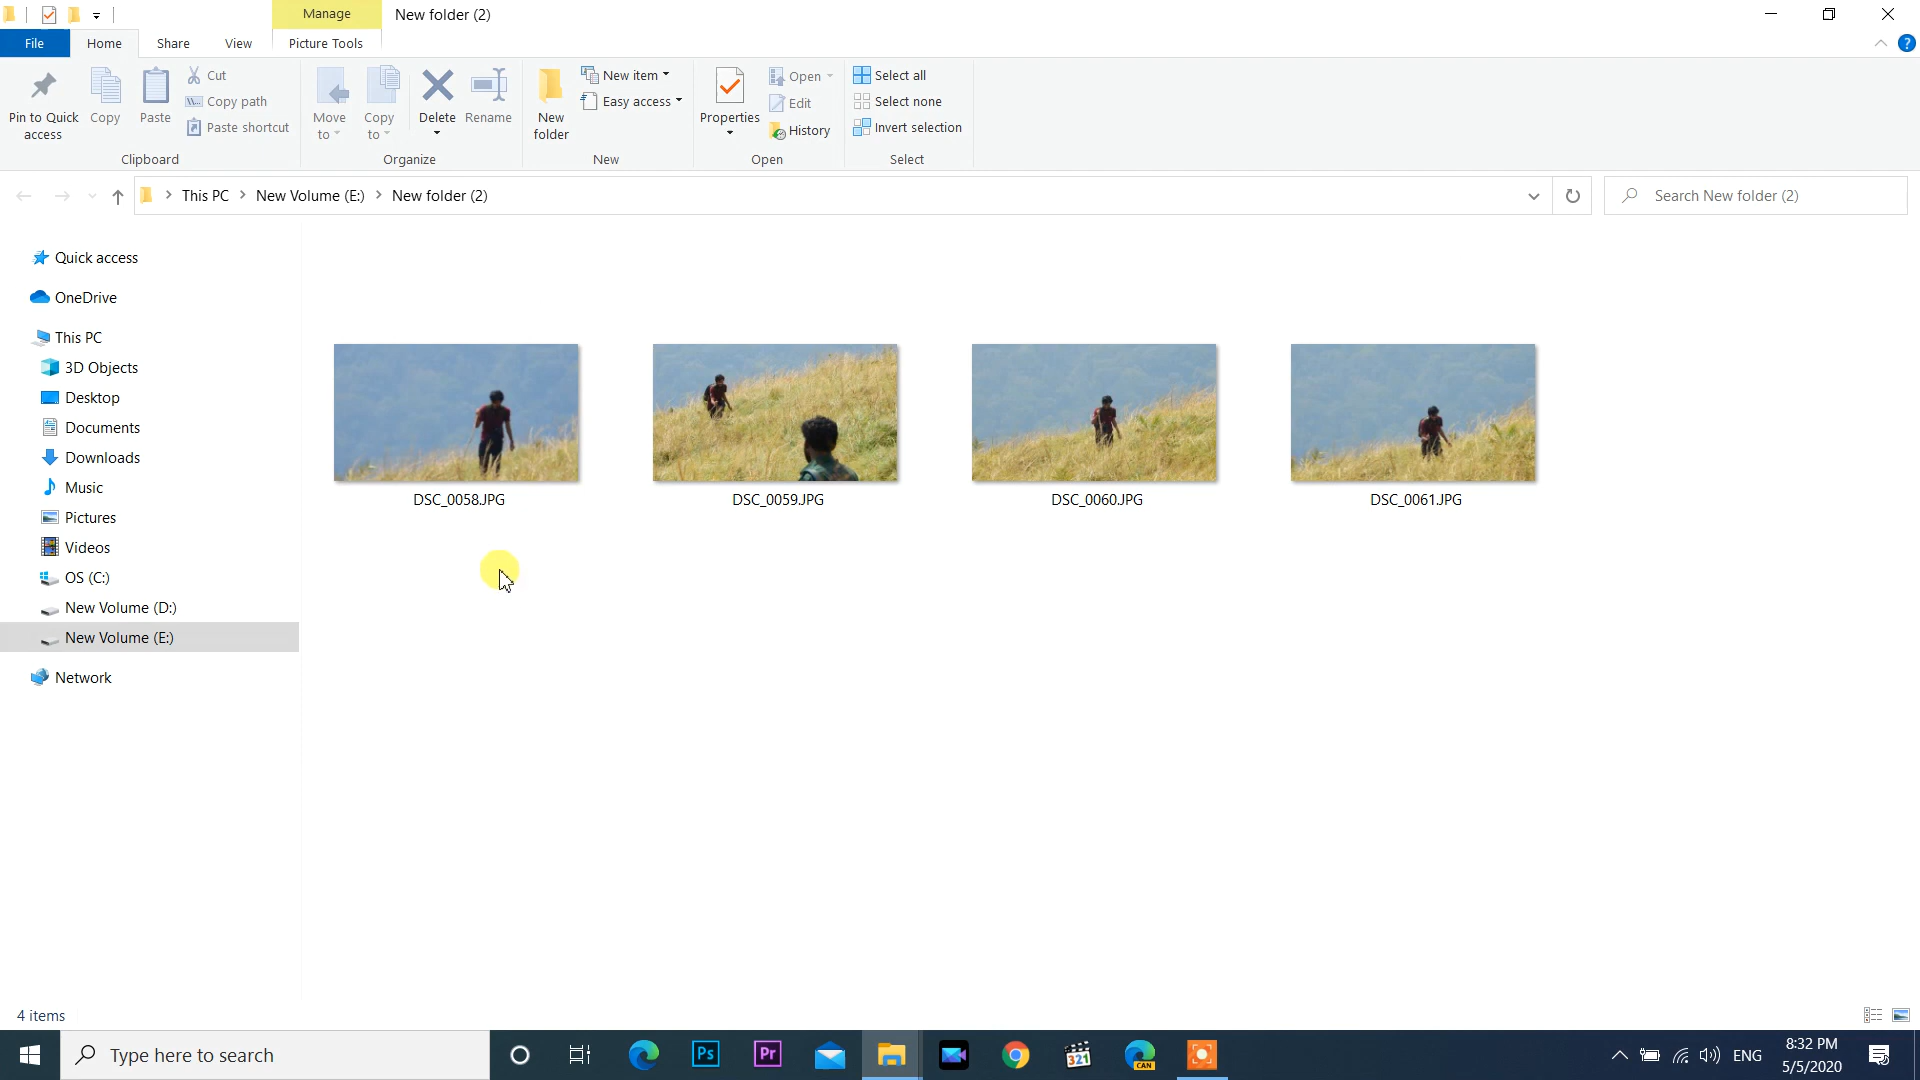 Manage
New folder (2)
File
Home
Share
View
Picture Tools
?
Pin to Quick access
Copy
Paste
Cut
Copy path
Paste shortcut
Clipboard
Move to
Copy to
Delete
Rename
Organize
New folder
New item
Easy access
New
Properties
Open
Edit
History
Open
Select all
Select none
Invert selection
Select
This PC
New Volume (E:)
New folder (2)
Search New folder (2)
Quick access
OneDrive
This PC
3D Objects
Desktop
Documents
Downloads
Music
Pictures
Videos
OS (C:)
New Volume (D:)
New Volume (E:)
Network
DSC_0058.JPG
DSC_0059.JPG
DSC_0060.JPG
DSC_0061.JPG
4 items
Type here to search
Ps
Pr
321
CAN
ENG
8:32 PM
5/5/2020